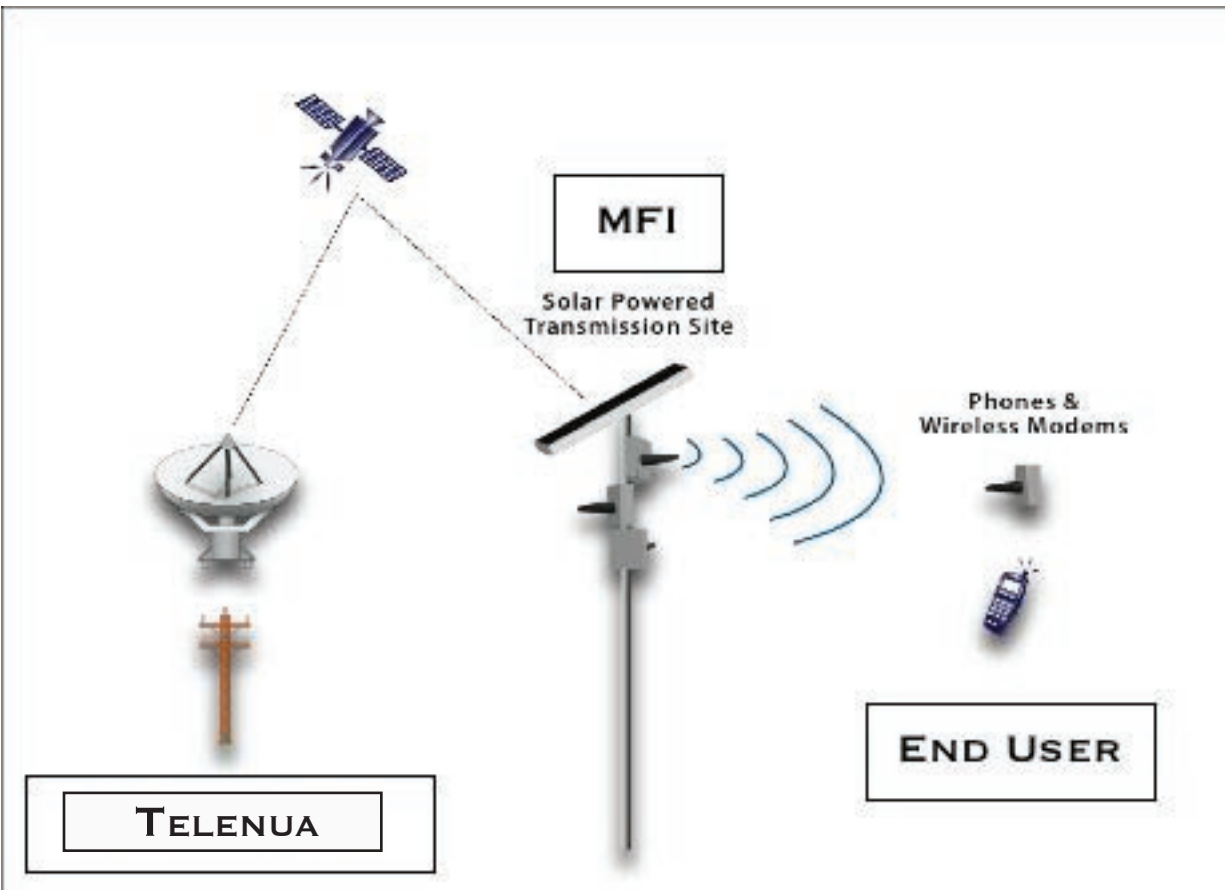 MFI
Solar Powered
Transmission Site
Phones &
Wireless Modems
END USER
TELENUA